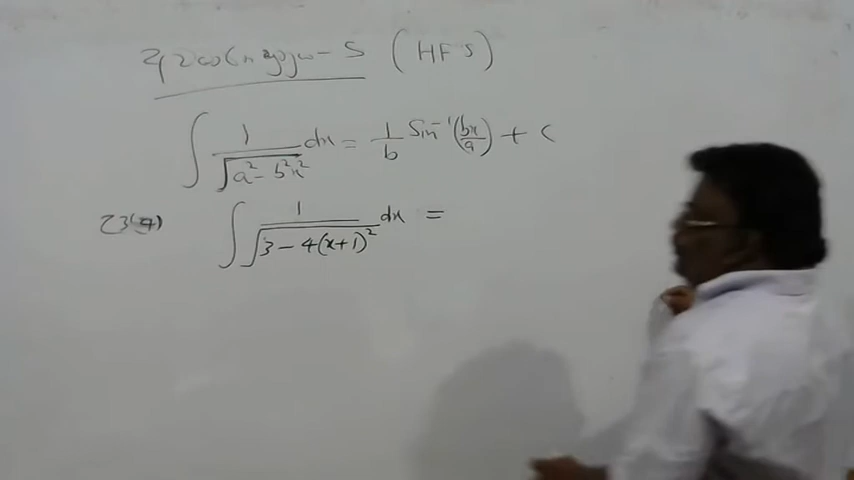 (HFS)
∫ 1/√(a² - b²x²) dx = 1/b Sin⁻¹(bx/a) + c
∫ 1/√(3 - 4(x+1)²) dx =